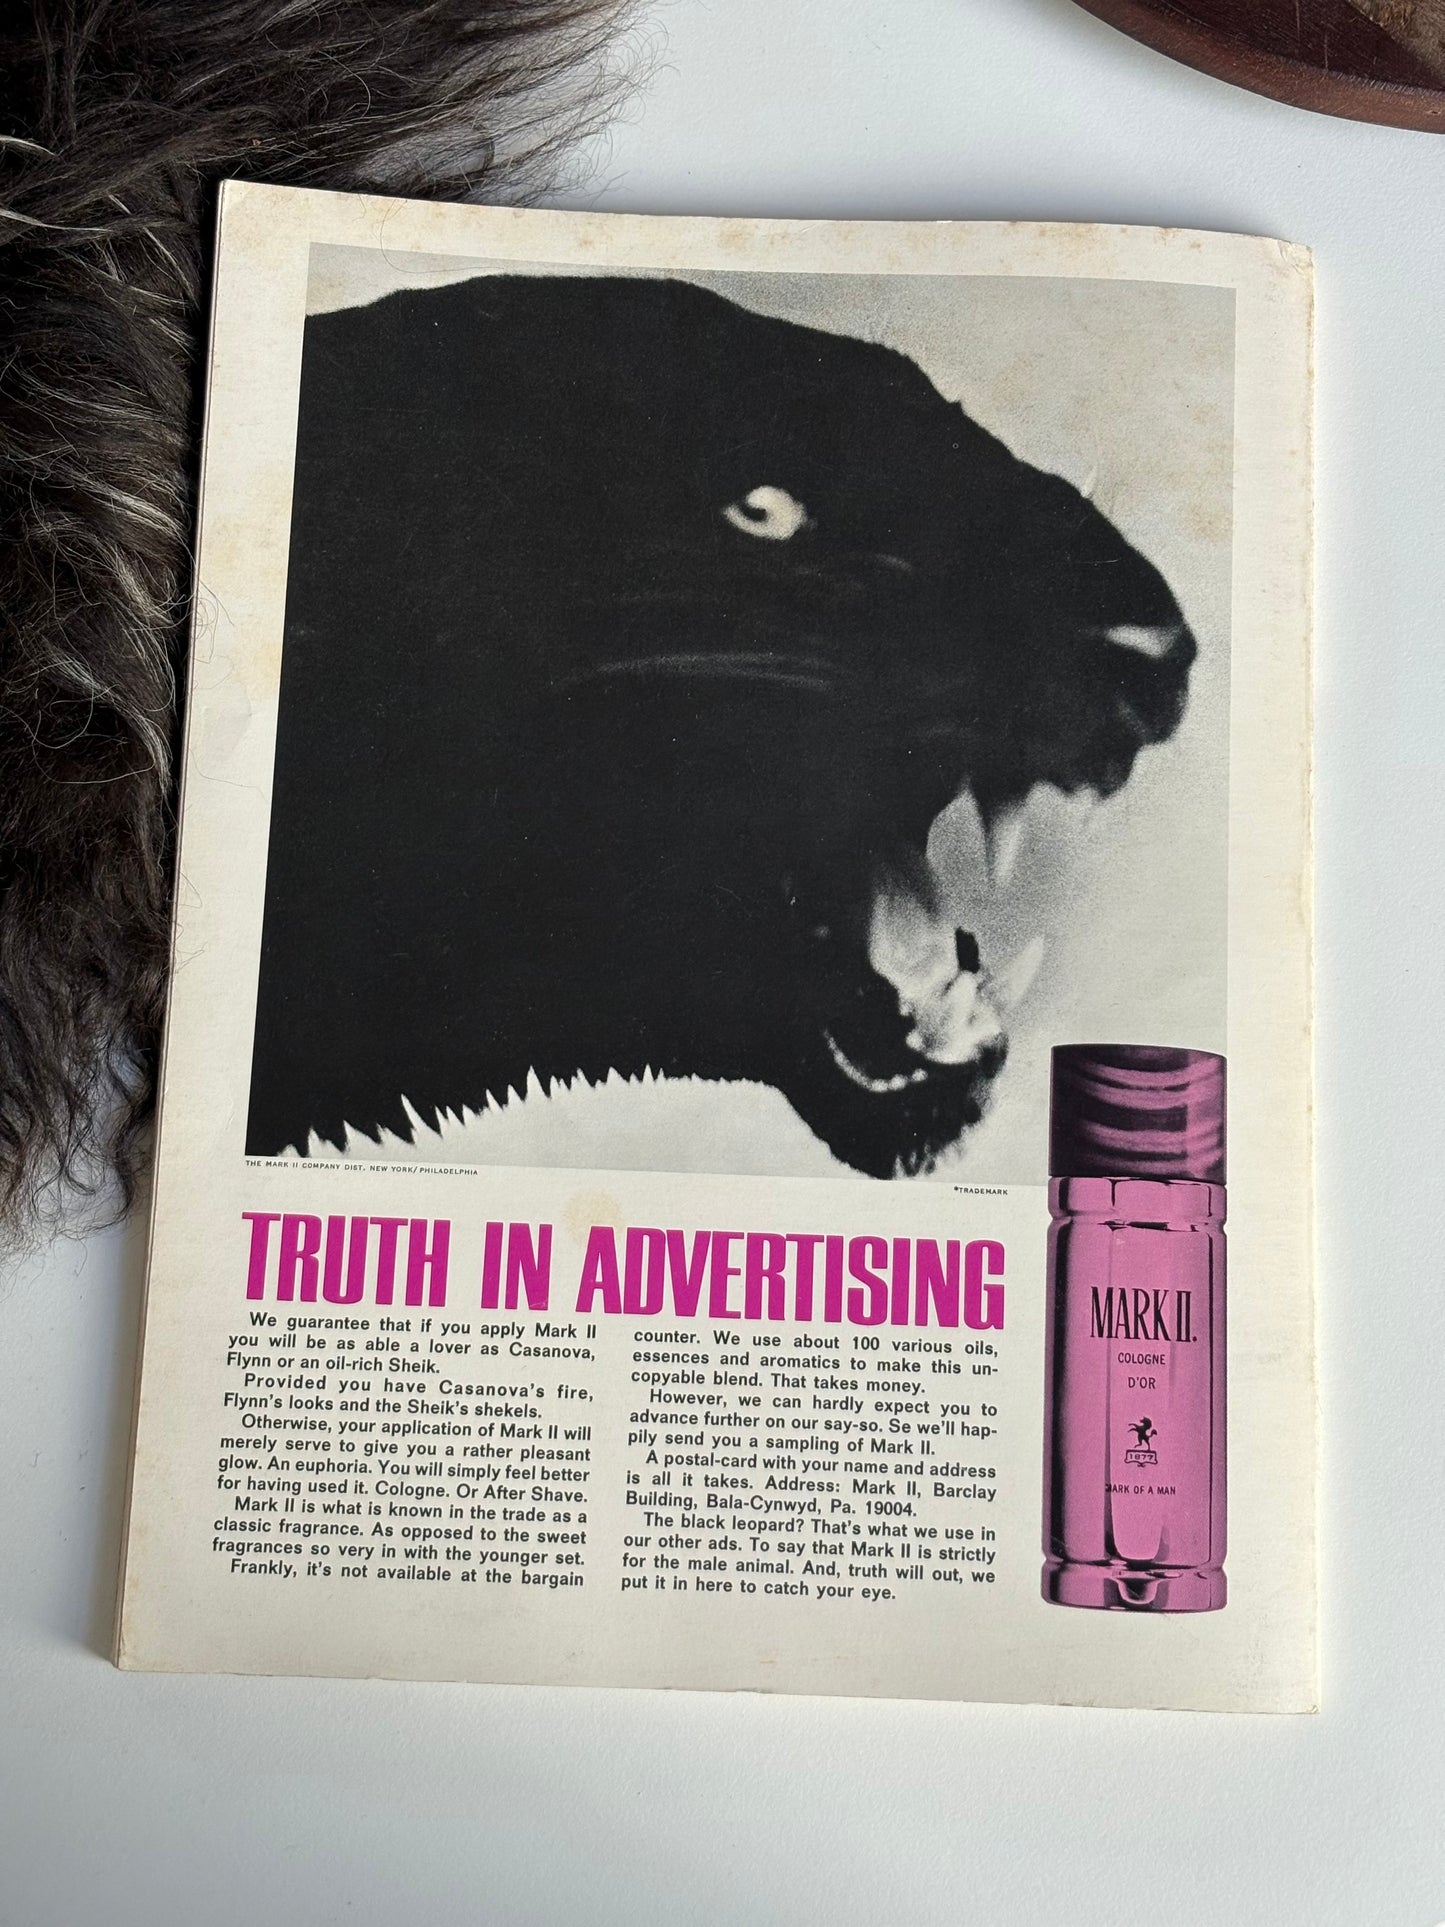 THE MARK II COMPANY DIST. NEW YORK/PHILADELPHIA
*TRADEMARK
TRUTH IN ADVERTISING
We guarantee that if you apply Mark II
you will be as able a lover as Casanova,
Flynn or an oil-rich Sheik.
Provided you have Casanova's fire,
Flynn's looks and the Sheik's shekels.
Otherwise, your application of Mark II will
merely serve to give you a rather pleasant
glow. An euphoria. You will simply feel better
for having used it. Cologne. Or After Shave.
Mark II is what is known in the trade as a
classic fragrance. As opposed to the sweet
fragrances so very in with the younger set.
Frankly, it's not available at the bargain
counter. We use about 100 various oils,
essences and aromatics to make this un-
copyable blend. That takes money.
However, we can hardly expect you to
advance further on our say-so. Se we'll hap-
pily send you a sampling of Mark II.
A postal-card with your name and address
is all it takes. Address: Mark II, Barclay
Building, Bala-Cynwyd, Pa. 19004.
The black leopard? That's what we use in
our other ads. To say that Mark II is strictly
for the male animal. And, truth will out, we
put it in here to catch your eye.
MARK II.
COLOGNE
D'OR
1877
MARK OF A MAN